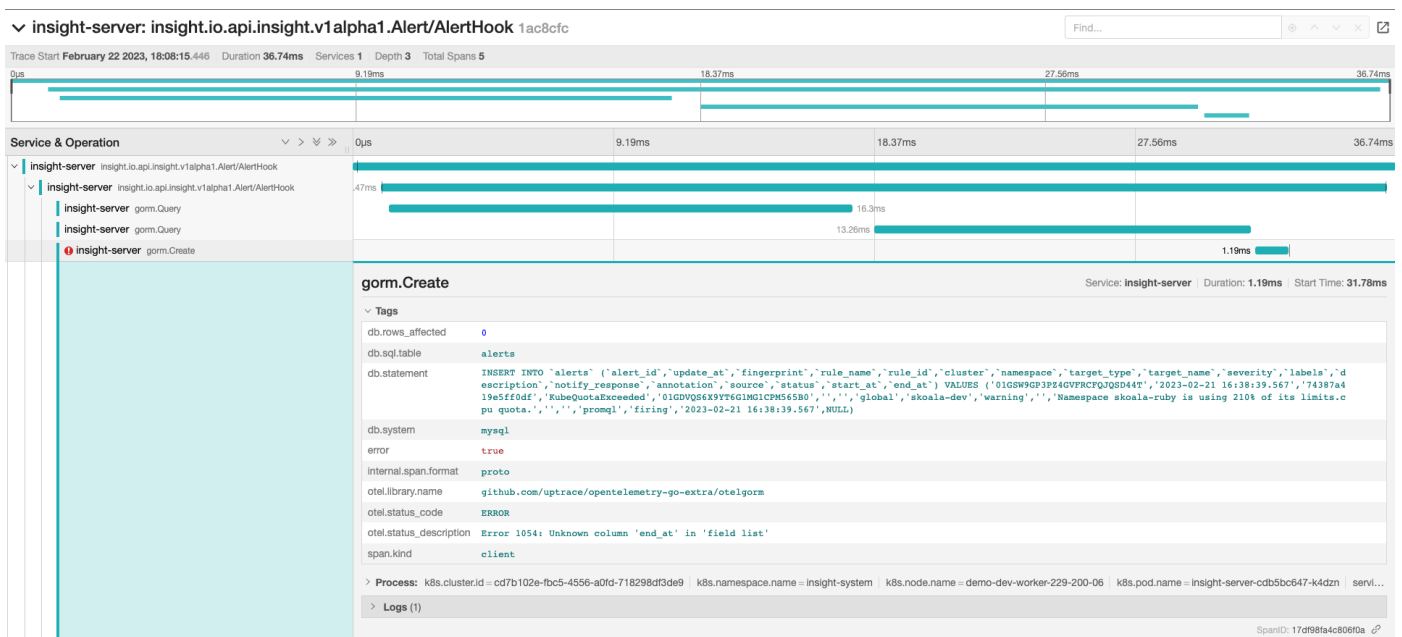 insight-server: insight.io.api.insight.v1alpha1.Alert/AlertHook 1ac8cfc
Find...
Trace Start February 22 2023, 18:08:15.446 Duration 36.74ms Services 1 Depth 3 Total Spans 5
0μs 9.19ms 18.37ms 27.56ms 36.74ms
Service & Operation 0μs 9.19ms 18.37ms 27.56ms 36.74ms
insight-server insight.io.api.insight.v1alpha1.Alert/AlertHook
insight-server insight.io.api.insight.v1alpha1.Alert/AlertHook .47ms
insight-server gorm.Query 16.3ms
insight-server gorm.Query 13.26ms
insight-server gorm.Create 1.19ms
gorm.Create Service: insight-server Duration: 1.19ms Start Time: 31.78ms
Tags
db.rows_affected 0
db.sql.table alerts
db.statement INSERT INTO `alerts` (`alert_id`,`update_at`,`fingerprint`,`rule_name`,`rule_id`,`cluster`,`namespace`,`target_type`,`target_name`,`severity`,`labels`,`d
escription`,`notify_response`,`annotation`,`source`,`status`,`start_at`,`end_at`) VALUES ('01GSW9GP3PZ4GVFRCFQJQSD44T','2023-02-21 16:38:39.567','74387a4
19e5ff0df','KubeQuotaExceeded','01GDVQS6X9YT6G1MG1CPM565B0','','','global','skoala-dev','warning','','Namespace skoala-ruby is using 210% of its limits.c
pu quota.','','','promql','firing','2023-02-21 16:38:39.567',NULL)
db.system mysql
error true
internal.span.format proto
otel.library.name github.com/uptrace/opentelemetry-go-extra/otelgorm
otel.status_code ERROR
otel.status_description Error 1054: Unknown column 'end_at' in 'field list'
span.kind client
Process: k8s.cluster.id = cd7b102e-fbc5-4556-a0fd-718298df3de9 k8s.namespace.name = insight-system k8s.node.name = demo-dev-worker-229-200-06 k8s.pod.name = insight-server-cdb5bc647-k4dzn servi...
Logs (1)
SpanID: 17df98fa4c806f0a